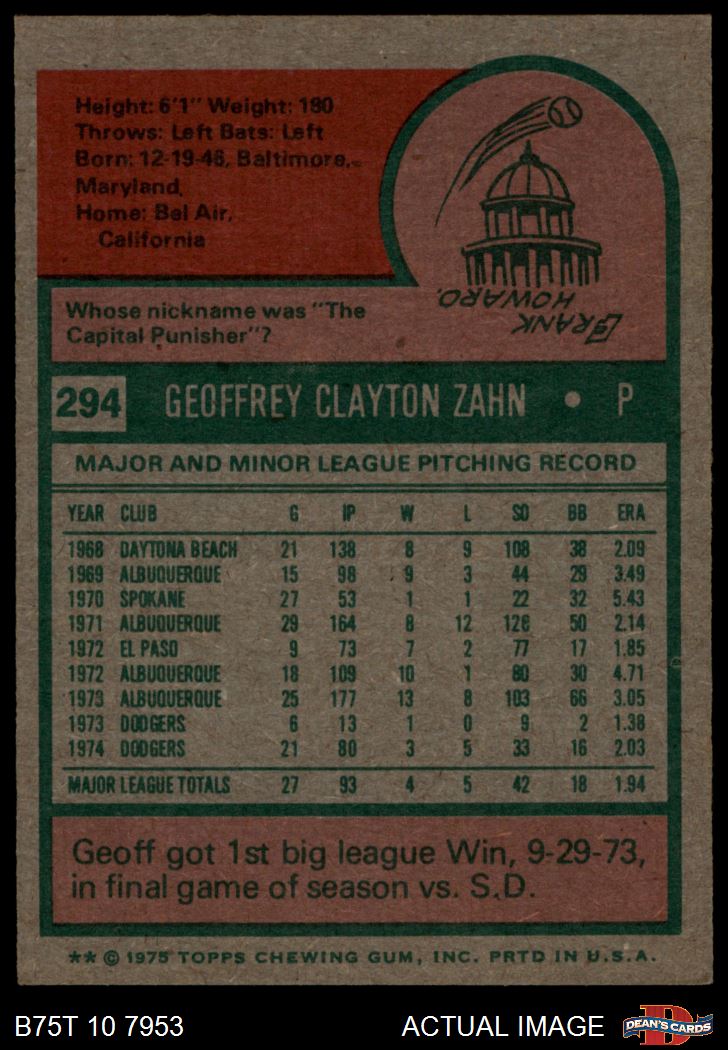 Height: 6'1" Weight: 180
Throws: Left Bats: Left
Born: 12-19-46, Baltimore,
Maryland
Home: Bel Air,
California
FRANK
HOWARD.
Whose nickname was "The
Capital Punisher"?
294 GEOFFREY CLAYTON ZAHN • P
MAJOR AND MINOR LEAGUE PITCHING RECORD
YEAR CLUB G IP W L SO BB ERA
1968 DAYTONA BEACH 21 138 8 9 108 38 2.09
1969 ALBUQUERQUE 15 98 9 3 44 29 3.49
1970 SPOKANE 27 53 1 1 22 32 5.43
1971 ALBUQUERQUE 29 164 8 12 126 50 2.14
1972 EL PASO 9 73 7 2 77 17 1.85
1972 ALBUQUERQUE 18 109 10 1 80 30 4.71
1973 ALBUQUERQUE 25 177 13 8 103 66 3.05
1973 DODGERS 6 13 1 0 9 2 1.38
1974 DODGERS 21 80 3 5 33 16 2.03
MAJOR LEAGUE TOTALS 27 93 4 5 42 18 1.94
Geoff got 1st big league Win, 9-29-73,
in final game of season vs. S.D.
** © 1975 TOPPS CHEWING GUM, INC. PRTD IN U.S.A.
B75T 10 7953 ACTUAL IMAGE D DEAN'S CARDS